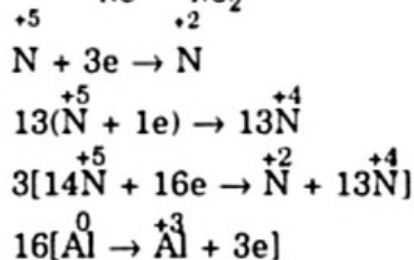 +5 +2
N + 3e → N
+5 +4
13(N + 1e) → 13N
+5 +2 +4
3[14N + 16e → N + 13N]
0 +3
16[Al → Al + 3e]